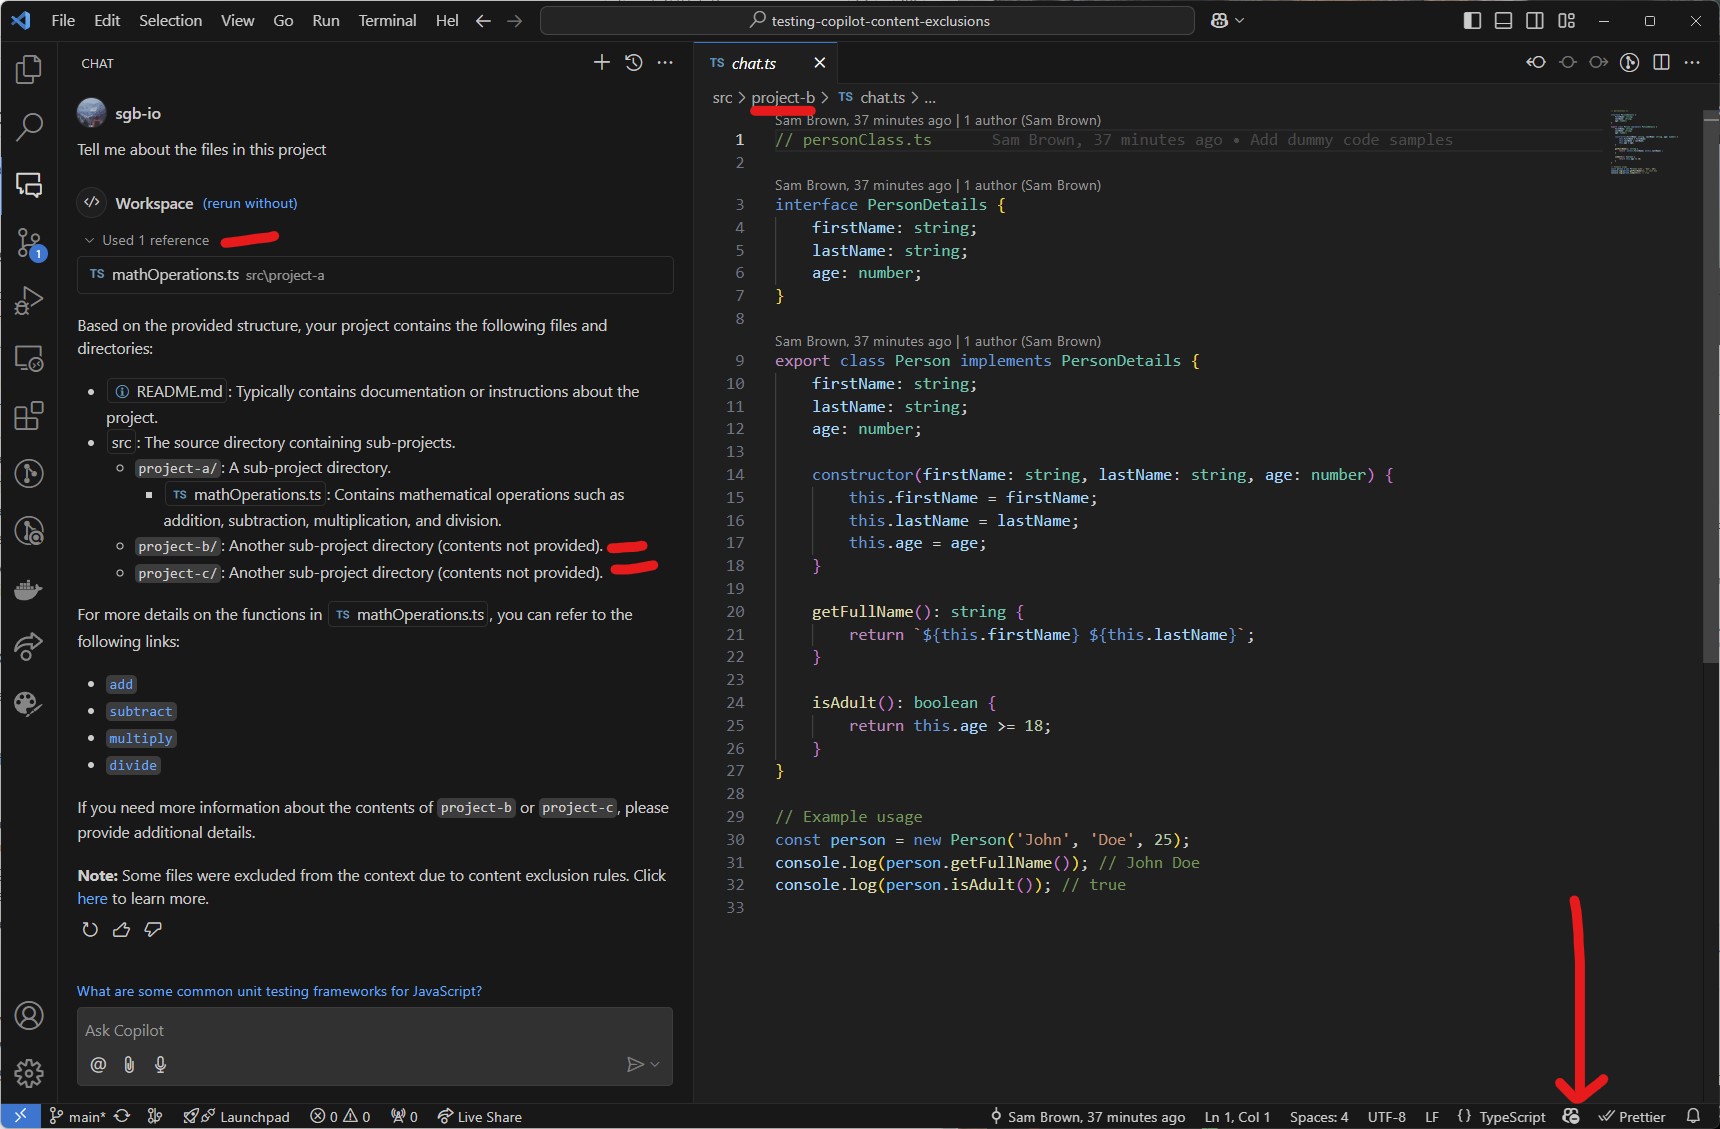 File Edit Selection View Go Run Terminal Hel
testing-copilot-content-exclusions
CHAT
sgb-io
Tell me about the files in this project
Workspace (rerun without)
Used 1 reference
TS mathOperations.ts src\project-a
Based on the provided structure, your project contains the following files and
directories:
README.md: Typically contains documentation or instructions about the
project.
src: The source directory containing sub-projects.
project-a/: A sub-project directory.
TS mathOperations.ts: Contains mathematical operations such as
addition, subtraction, multiplication, and division.
project-b/: Another sub-project directory (contents not provided).
project-c/: Another sub-project directory (contents not provided).
For more details on the functions in TS mathOperations.ts, you can refer to the
following links:
add
subtract
multiply
divide
If you need more information about the contents of project-b or project-c, please
provide additional details.
Note: Some files were excluded from the context due to content exclusion rules. Click
here to learn more.
What are some common unit testing frameworks for JavaScript?
Ask Copilot
@
1
TS chat.ts
src > project-b > TS chat.ts > ...
Sam Brown, 37 minutes ago | 1 author (Sam Brown)
1 // personClass.ts Sam Brown, 37 minutes ago • Add dummy code samples
2
Sam Brown, 37 minutes ago | 1 author (Sam Brown)
3 interface PersonDetails {
4 firstName: string;
5 lastName: string;
6 age: number;
7 }
8
Sam Brown, 37 minutes ago | 1 author (Sam Brown)
9 export class Person implements PersonDetails {
10 firstName: string;
11 lastName: string;
12 age: number;
13
14 constructor(firstName: string, lastName: string, age: number) {
15 this.firstName = firstName;
16 this.lastName = lastName;
17 this.age = age;
18 }
19
20 getFullName(): string {
21 return `${this.firstName} ${this.lastName}`;
22 }
23
24 isAdult(): boolean {
25 return this.age >= 18;
26 }
27 }
28
29 // Example usage
30 const person = new Person('John', 'Doe', 25);
31 console.log(person.getFullName()); // John Doe
32 console.log(person.isAdult()); // true
33
main* Launchpad 0 0 0 Live Share Sam Brown, 37 minutes ago Ln 1, Col 1 Spaces: 4 UTF-8 LF {} TypeScript Prettier